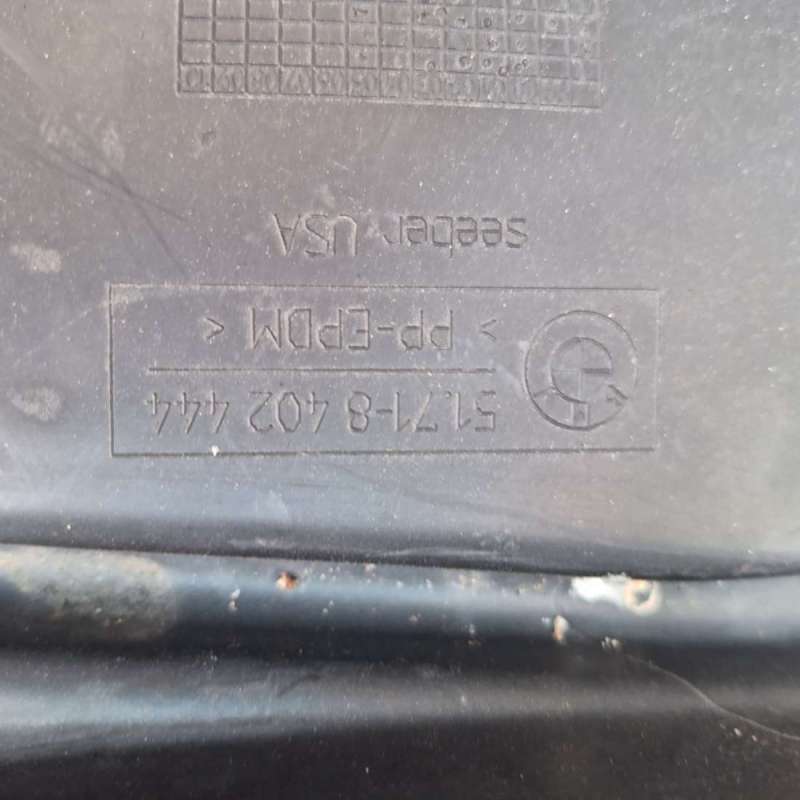 51.71-8 402 444
> PP-EPDM <
seeber USA